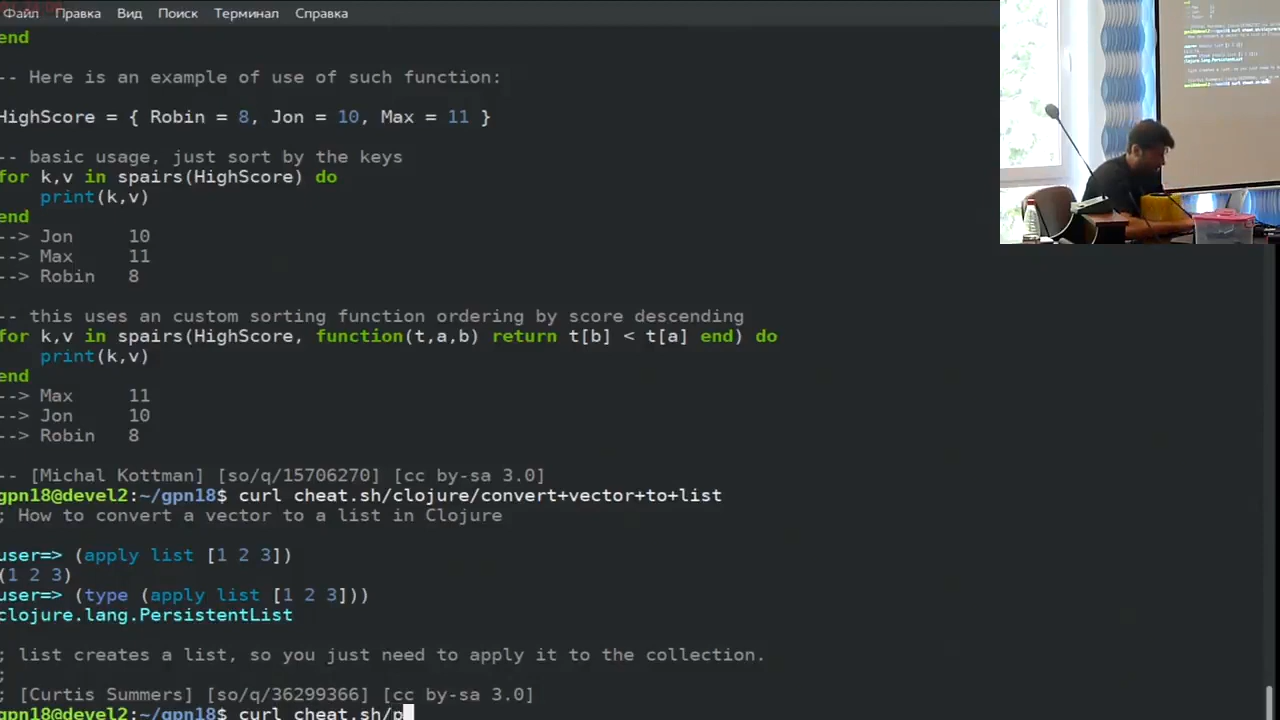 Файл Правка Вид Поиск Терминал Справка
end
-- Here is an example of use of such function:
HighScore = { Robin = 8, Jon = 10, Max = 11 }
-- basic usage, just sort by the keys
for k,v in spairs(HighScore) do
print(k,v)
end
--> Jon 10
--> Max 11
--> Robin 8
-- this uses an custom sorting function ordering by score descending
for k,v in spairs(HighScore, function(t,a,b) return t[b] < t[a] end) do
print(k,v)
end
--> Max 11
--> Jon 10
--> Robin 8
-- [Michal Kottman] [so/q/15706270] [cc by-sa 3.0]
gpn18@devel2:~/gpn18$ curl cheat.sh/clojure/convert+vector+to+list
; How to convert a vector to a list in Clojure
user=> (apply list [1 2 3])
(1 2 3)
user=> (type (apply list [1 2 3]))
clojure.lang.PersistentList
; list creates a list, so you just need to apply it to the collection.
;
; [Curtis Summers] [so/q/36299366] [cc by-sa 3.0]
gpn18@devel2:~/gpn18$ curl cheat.sh/p